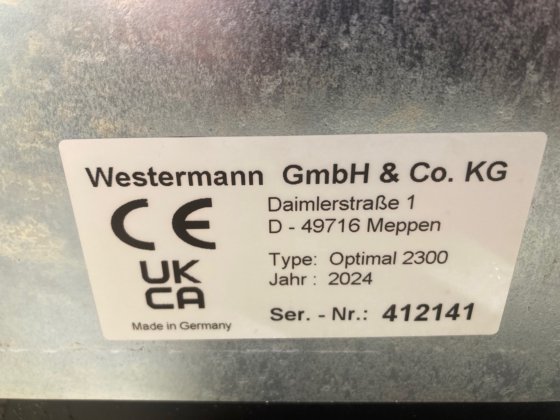 Westermann GmbH & Co. KG
Daimlerstraße 1
D - 49716 Meppen
CE
Type: Optimal 2300
Jahr : 2024
UK
CA
Ser. - Nr.: 412141
Made in Germany